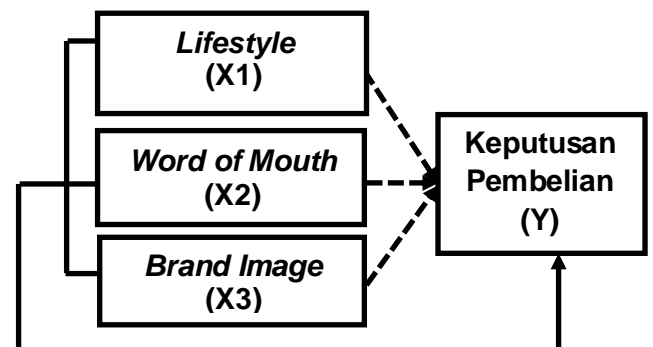 Lifestyle
(X1)
Word of Mouth
(X2)
Brand Image
(X3)
Keputusan
Pembelian
(Y)